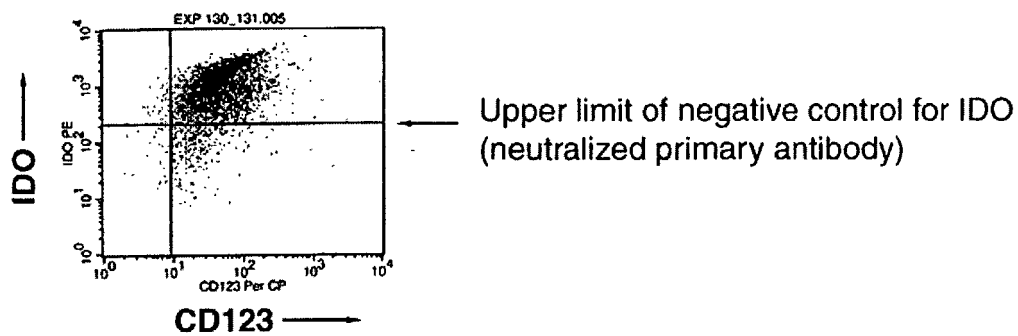 EXP 130_131.005
IDO
IDO PE
10^4
10^3
10^2
10^1
10^0
10^0 10^1 10^2 10^3 10^4
CD123 Per CP
CD123
Upper limit of negative control for IDO
(neutralized primary antibody)